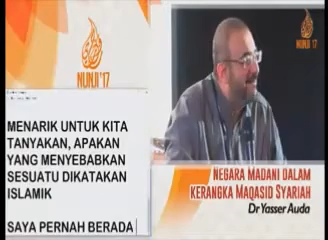 NUNJI'17
NUNJI'17
MENARIK UNTUK KITA
TANYAKAN, APAKAN
YANG MENYEBABKAN
SESUATU DIKATAKAN
ISLAMIK
SAYA PERNAH BERADA
NEGARA MADANI DALAM
KERANGKA MAQASID SYARIAH
Dr Yasser Auda